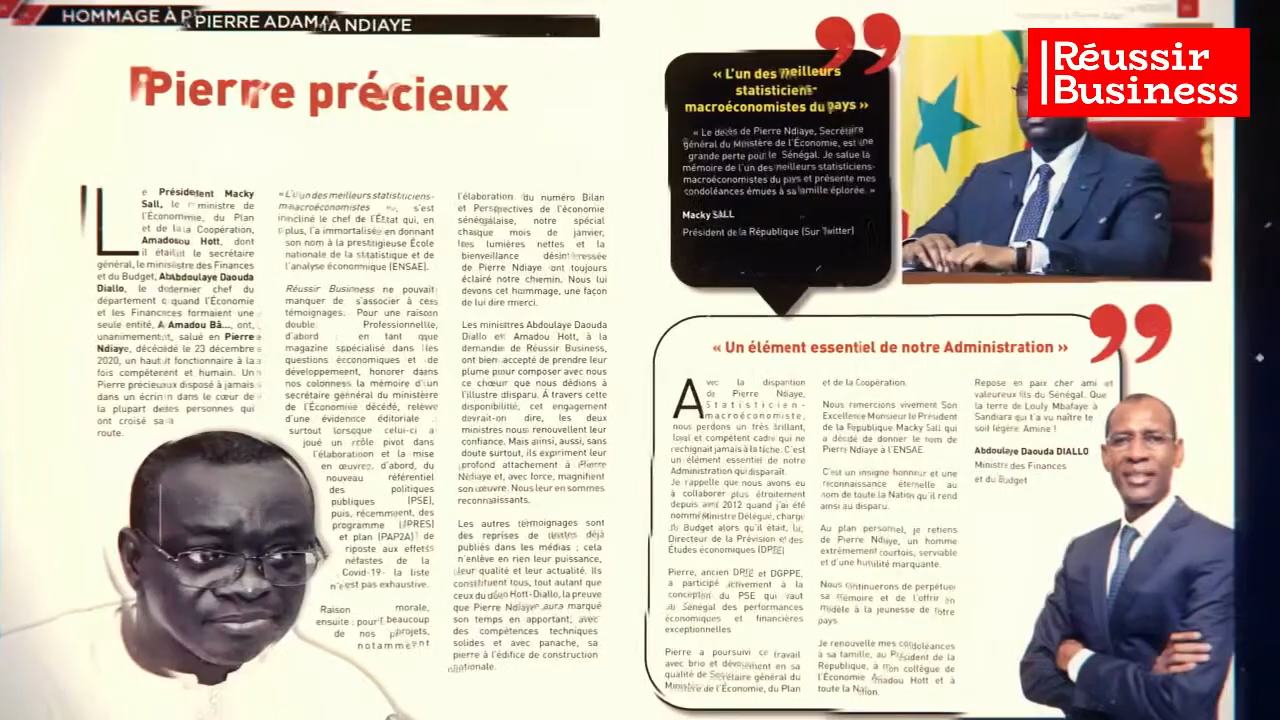 HOMMAGE À PIERRE ADAMA NDIAYE
Réussir
Business
Pierre précieux
Le Président Macky
Sall, le ministre de
l'Économie, du Plan
et de la Coopération,
Amadou Hott, dont
il était le secrétaire
général, le ministre des Finances
et du Budget, Abdoulaye Daouda
Diallo, le dernier chef du
département quand l'Économie
et les Finances formaient une
seule entité, Amadou Bâ..., ont,
unanimement, salué en Pierre
Ndiaye, décédé le 23 décembre
2020, un haut fonctionnaire à la
fois compétent et humain. Un
Pierre précieux disposé à jamais
dans un écrin dans le cœur de
la plupart des personnes qui
ont croisé sa
route.
« L'un des meilleurs statisticiens-
macroéconomistes », s'est
incliné le chef de l'État qui, en
plus, l'a immortalisé en donnant
son nom à la prestigieuse École
nationale de la statistique et de
l'analyse économique (ENSAE).
Réussir Business ne pouvait
manquer de s'associer à ces
témoignages. Pour une raison
double. Professionnelle,
d'abord : en tant que
magazine spécialisé dans les
questions économiques et de
développement, honorer dans
nos colonnes la mémoire d'un
secrétaire général du ministère
de l'Économie décédé, relève
d'une évidence éditoriale ;
surtout lorsque celui-ci a
joué un rôle pivot dans
l'élaboration et la mise
en œuvre, d'abord, du
nouveau référentiel
des politiques
publiques (PSE),
puis, récemment, des
programme (PRES)
et plan (PAP2A) de
riposte aux effets
néfastes de la
Covid-19- la liste
n'est pas exhaustive.
Raison morale,
ensuite : pour beaucoup
de nos projets,
notamment
l'élaboration du numéro Bilan
et Perspectives de l'économie
sénégalaise, notre spécial
chaque mois de janvier,
les lumières nettes et la
bienveillance désintéressée
de Pierre Ndiaye ont toujours
éclairé notre chemin. Nous lui
devons cet hommage, une façon
de lui dire merci.
Les ministres Abdoulaye Daouda
Diallo et Amadou Hott, à la
demande de Réussir Business,
ont bien accepté de prendre leur
plume pour composer avec nous
ce chœur que nous dédions à
l'illustre disparu. À travers cette
disponibilité, cet engagement
devrait-on dire, les deux
ministres nous renouvellent leur
confiance. Mais ainsi, aussi, sans
doute surtout, ils expriment leur
profond attachement à Pierre
Ndiaye et, avec force, magnifient
son œuvre. Nous leur en sommes
reconnaissants.
Les autres témoignages sont
des reprises de textes déjà
publiés dans les médias ; cela
n'enlève en rien leur puissance,
leur qualité et leur actualité. Ils
constituent tous, tout autant que
ceux du duo Hott-Diallo, la preuve
que Pierre Ndiaye aura marqué
son temps en apportant, avec
des compétences techniques
solides et avec panache, sa
pierre à l'édifice de construction
nationale.
« L'un des meilleurs
statisticiens-
macroéconomistes du pays »
« Le décès de Pierre Ndiaye, Secrétaire
général du Ministère de l'Économie, est une
grande perte pour le Sénégal. Je salue la
mémoire de l'un des meilleurs statisticiens-
macroéconomistes du pays et présente mes
condoléances émues à sa famille éplorée. »
Macky SALL
Président de la République (Sur Twitter)
« Un élément essentiel de notre Administration »
Avec la disparition
de Pierre Ndiaye,
Statisticien-
macroéconomiste,
nous perdons un très brillant,
loyal et compétent cadre qui ne
rechignait jamais à la tâche. C'est
un élément essentiel de notre
Administration qui disparaît.
Je rappelle que nous avons eu
à collaborer plus étroitement
depuis avril 2012 quand j'ai été
nommé Ministre Délégué, chargé
du Budget alors qu'il était, lui,
Directeur de la Prévision et des
Études économiques (DPEE)
Pierre, ancien DPEE et DGPPE,
a participé activement à la
conception du PSE qui vaut
au Sénégal des performances
économiques et financières
exceptionnelles
Pierre a poursuivi ce travail
avec brio et dévouement en sa
qualité de Secrétaire général du
Ministère de l'Économie, du Plan
et de la Coopération.
Nous remercions vivement Son
Excellence Monsieur le Président
de la République Macky Sall qui
a décidé de donner le nom de
Pierre Ndiaye à l'ENSAE.
C'est un insigne honneur et une
reconnaissance éternelle au
nom de toute la Nation qu'il rend
ainsi au disparu.
Au plan personnel, je retiens
de Pierre Ndiaye, un homme
extrêmement courtois, serviable
et d'une humilité marquante.
Nous continuerons de perpétuer
sa mémoire et de l'offrir en
modèle à la jeunesse de notre
pays.
Je renouvelle mes condoléances
à sa famille, au Président de la
République, à mon collègue de
l'Économie Amadou Hott et à
toute la Nation.
Repose en paix cher ami et
valeureux fils du Sénégal. Que
la terre de Louly Mbafaye à
Sandiara qui t'a vu naître te
soit légère. Amine !
Abdoulaye Daouda DIALLO
Ministre des Finances
et du Budget